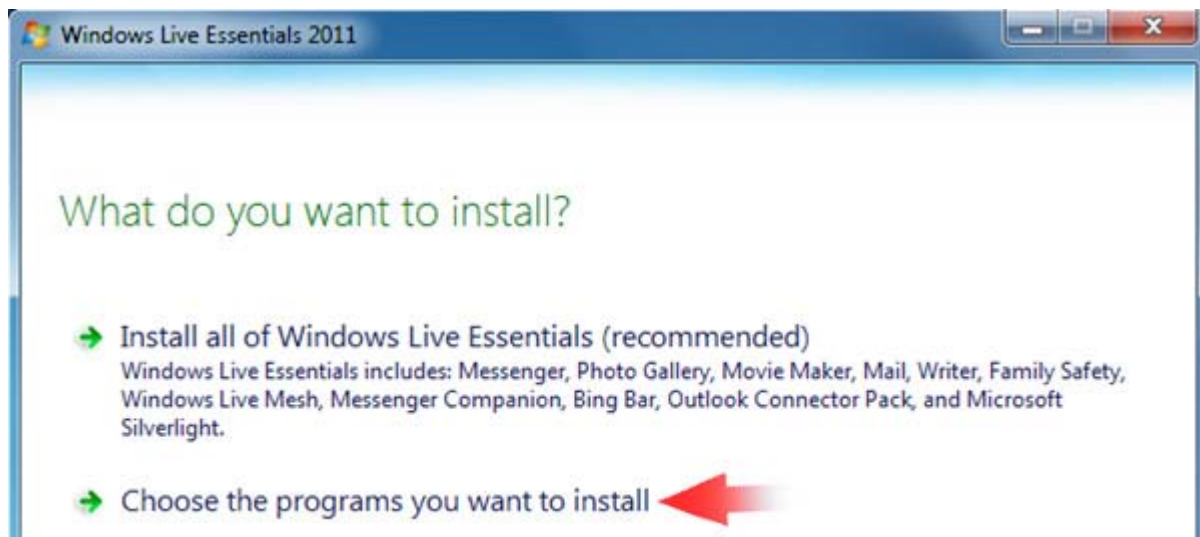 Windows Live Essentials 2011
What do you want to install?
Install all of Windows Live Essentials (recommended)
Windows Live Essentials includes: Messenger, Photo Gallery, Movie Maker, Mail, Writer, Family Safety,
Windows Live Mesh, Messenger Companion, Bing Bar, Outlook Connector Pack, and Microsoft
Silverlight.
Choose the programs you want to install